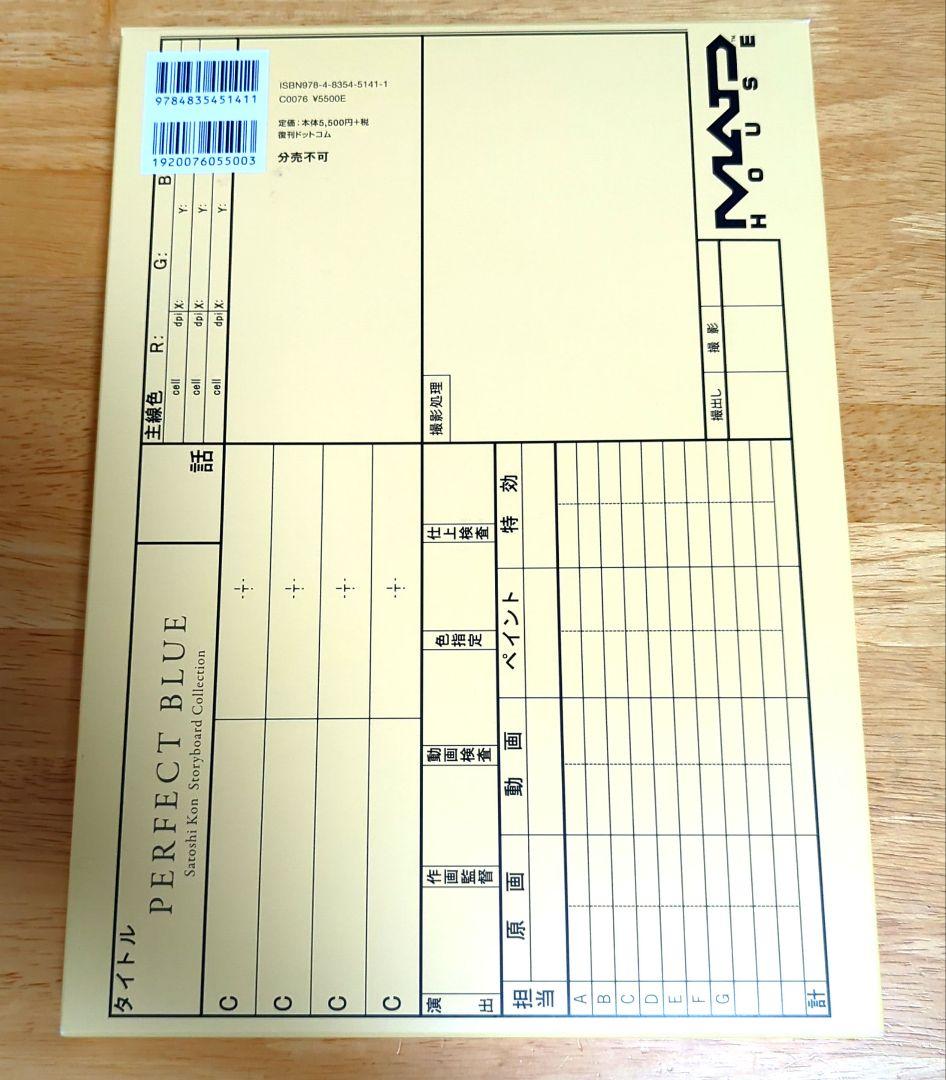 9784835451411
1920076055003
ISBN978-4-8354-5141-1
C0076 ¥5500E
定価：本体5,500円+税
復刊ドットコム
分売不可
MAD™
HOUSE
タイトル
PERFECT BLUE
Satoshi Kon Storyboard Collection
話
主線色 R: G: B
cell dpi X: Y:
cell dpi X: Y:
cell dpi X: Y:
C
C
C
C
撮影処理
撮出し
撮影
演出
作画監督
動画検査
色指定
仕上検査
担当
原画
動画
ペイント
特効
A
B
C
D
E
F
G
計